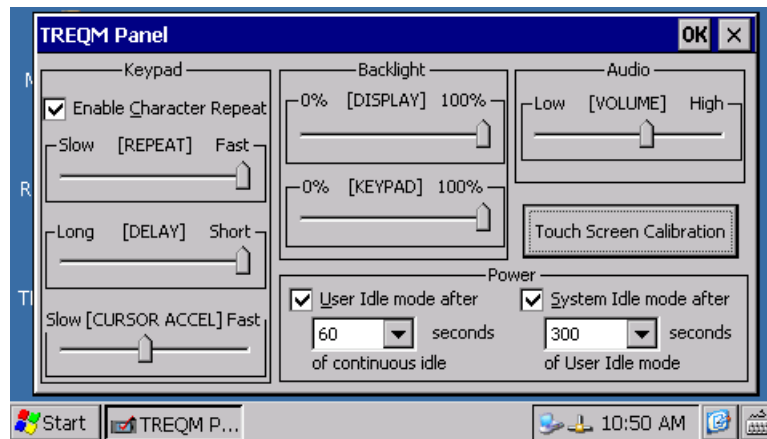 TREQM Panel OK
Keypad
Enable Character Repeat
Slow [REPEAT] Fast
Long [DELAY] Short
Slow [CURSOR ACCEL] Fast
Backlight
0% [DISPLAY] 100%
0% [KEYPAD] 100%
Audio
Low [VOLUME] High
Touch Screen Calibration
Power
User Idle mode after
60 seconds
of continuous idle
System Idle mode after
300 seconds
of User Idle mode
Start TREQM P... 10:50 AM